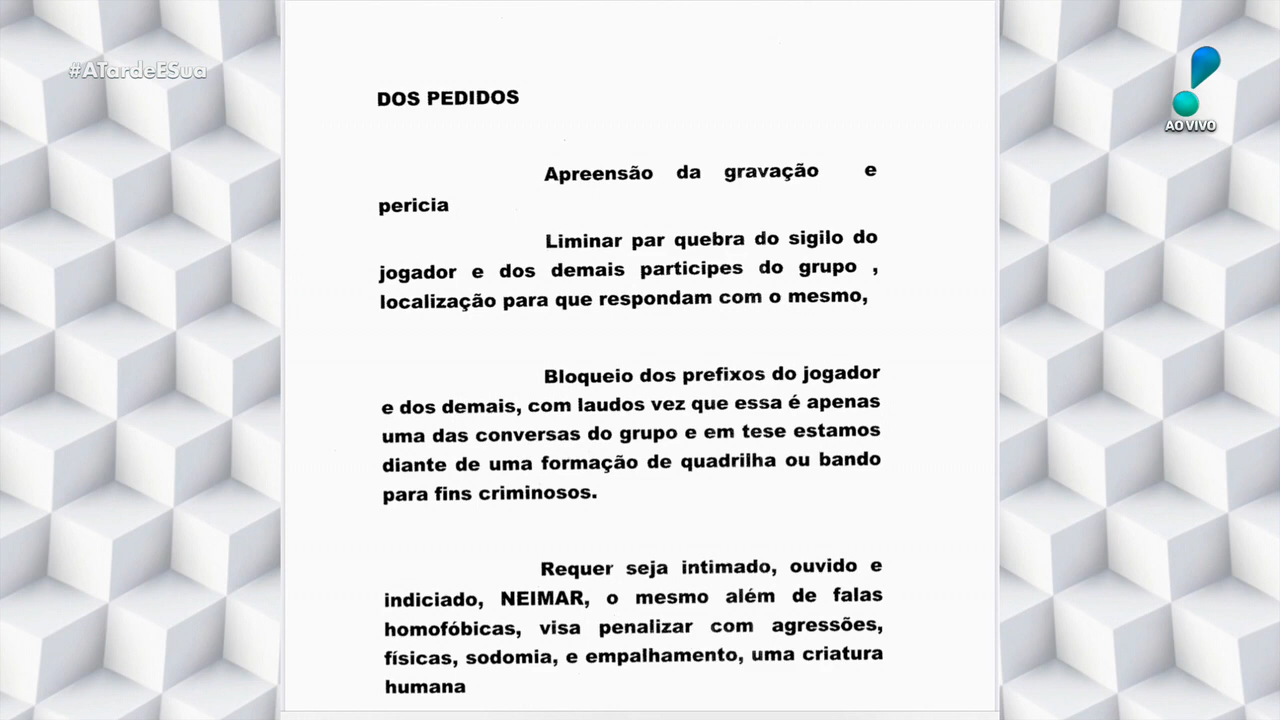 #ATardeESua
AO VIVO
DOS PEDIDOS
Apreensão da gravação e
pericia
Liminar par quebra do sigilo do
jogador e dos demais participes do grupo ,
localização para que respondam com o mesmo,
Bloqueio dos prefixos do jogador
e dos demais, com laudos vez que essa é apenas
uma das conversas do grupo e em tese estamos
diante de uma formação de quadrilha ou bando
para fins criminosos.
Requer seja intimado, ouvido e
indiciado, NEIMAR, o mesmo além de falas
homofóbicas, visa penalizar com agressões,
físicas, sodomia, e empalhamento, uma criatura
humana